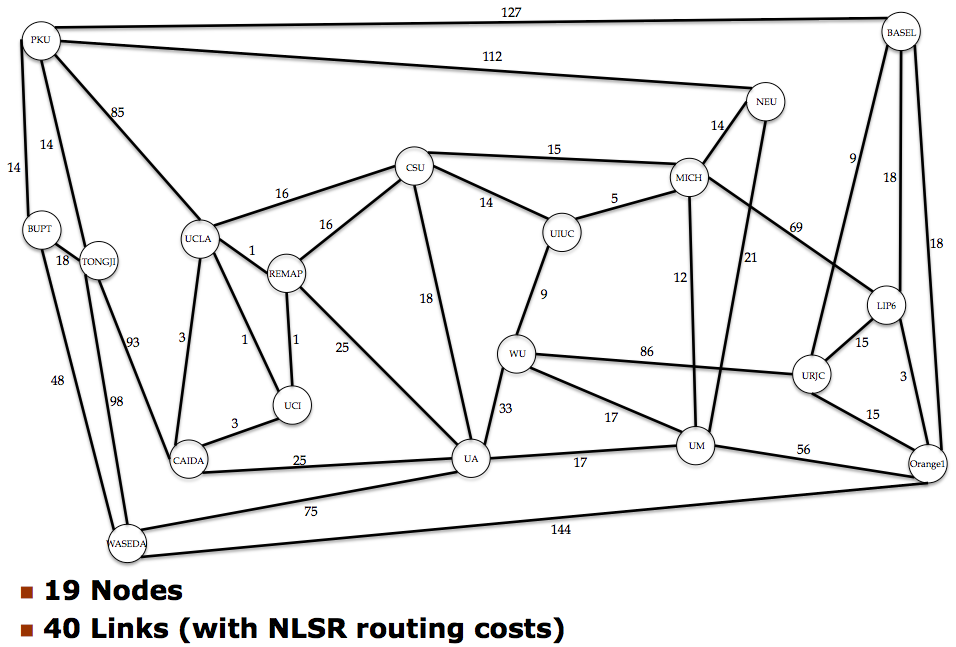 127
PKU
BASEL
112
NEU
85
14
14
14
15
CSU
MICH
9
18
16
14
5
16
UIUC
69
BUPT
UCLA
1
18
TONGJI
REMAP
21
18
12
9
18
LIP6
93
3
1
1
25
WU
86
15
URJC
3
48
98
UCI
33
17
15
3
CAIDA
25
UA
17
UM
56
Orange1
75
144
WASEDA
19 Nodes
40 Links (with NLSR routing costs)